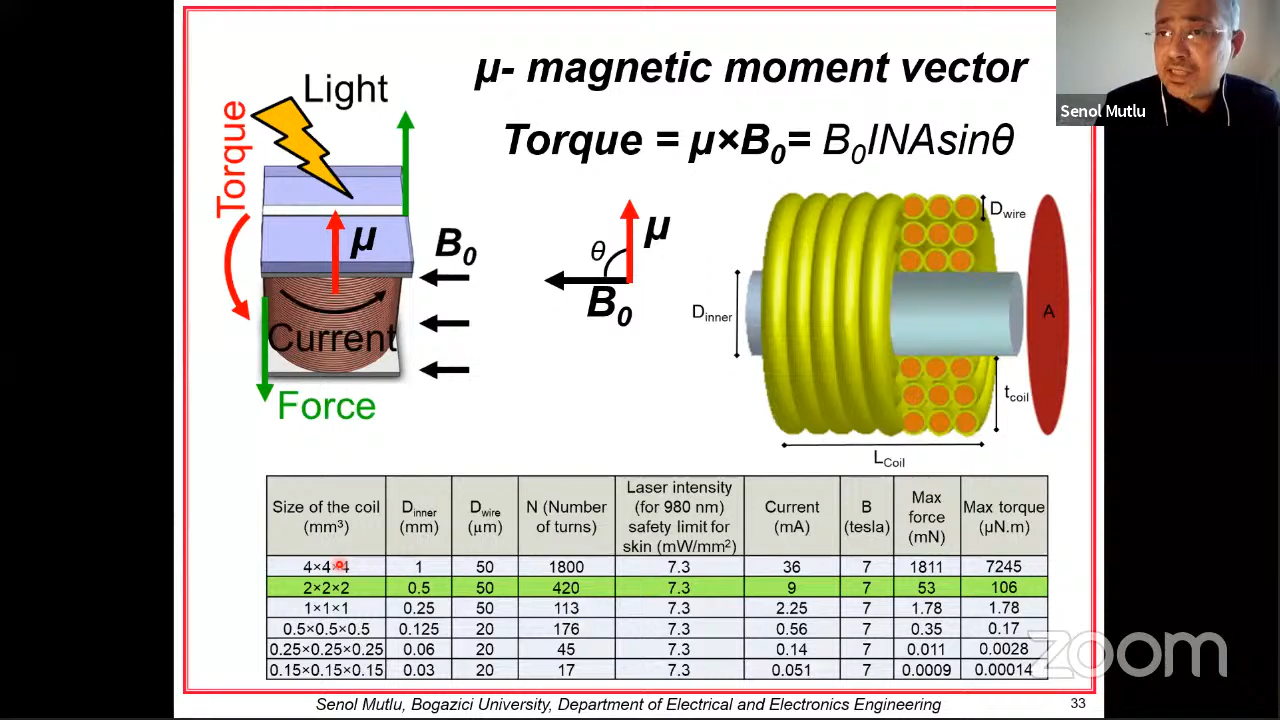 μ- magnetic moment vector
Torque = μ×B0= B0INAsinθ
Light
Torque
μ
B0
Current
Force
θ
μ
B0
Dwire
Dinner
A
tcoil
LCoil
Size of the coil (mm³) Dinner (mm) Dwire (μm) N (Number of turns) Laser intensity (for 980 nm) safety limit for skin (mW/mm²) Current (mA) B (tesla) Max force (mN) Max torque (μN.m)
4×4×4 1 50 1800 7.3 36 7 1811 7245
2×2×2 0.5 50 420 7.3 9 7 53 106
1×1×1 0.25 50 113 7.3 2.25 7 1.78 1.78
0.5×0.5×0.5 0.125 20 176 7.3 0.56 7 0.35 0.17
0.25×0.25×0.25 0.06 20 45 7.3 0.14 7 0.011 0.0028
0.15×0.15×0.15 0.03 20 17 7.3 0.051 7 0.0009 0.00014
Senol Mutlu, Bogazici University, Department of Electrical and Electronics Engineering
33
Senol Mutlu
zoom